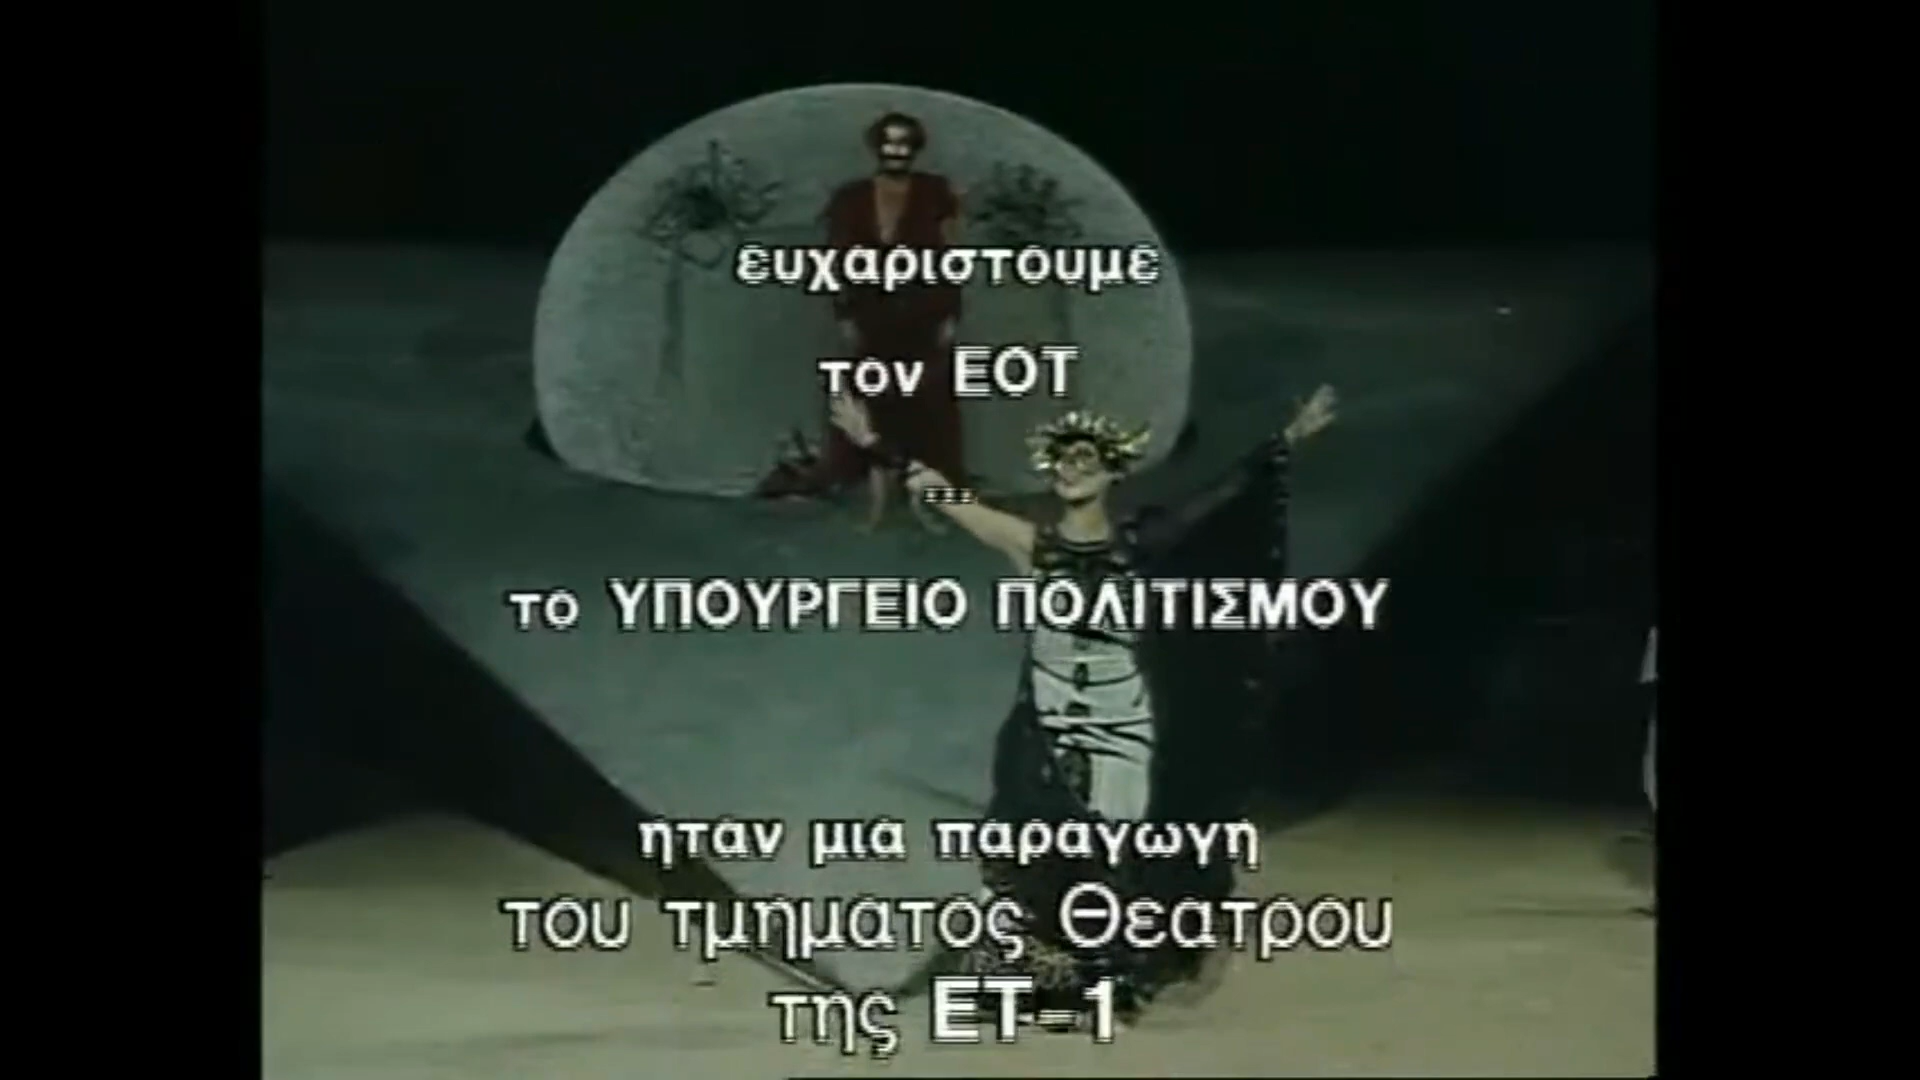 ευχαριστουμε
τον ΕΟΤ
...
το ΥΠΟΥΡΓΕΙΟ ΠΟΛΙΤΙΣΜΟΥ
ηταν μια παραγωγη
του τμηματος Θεατρου
της ΕΤ-1